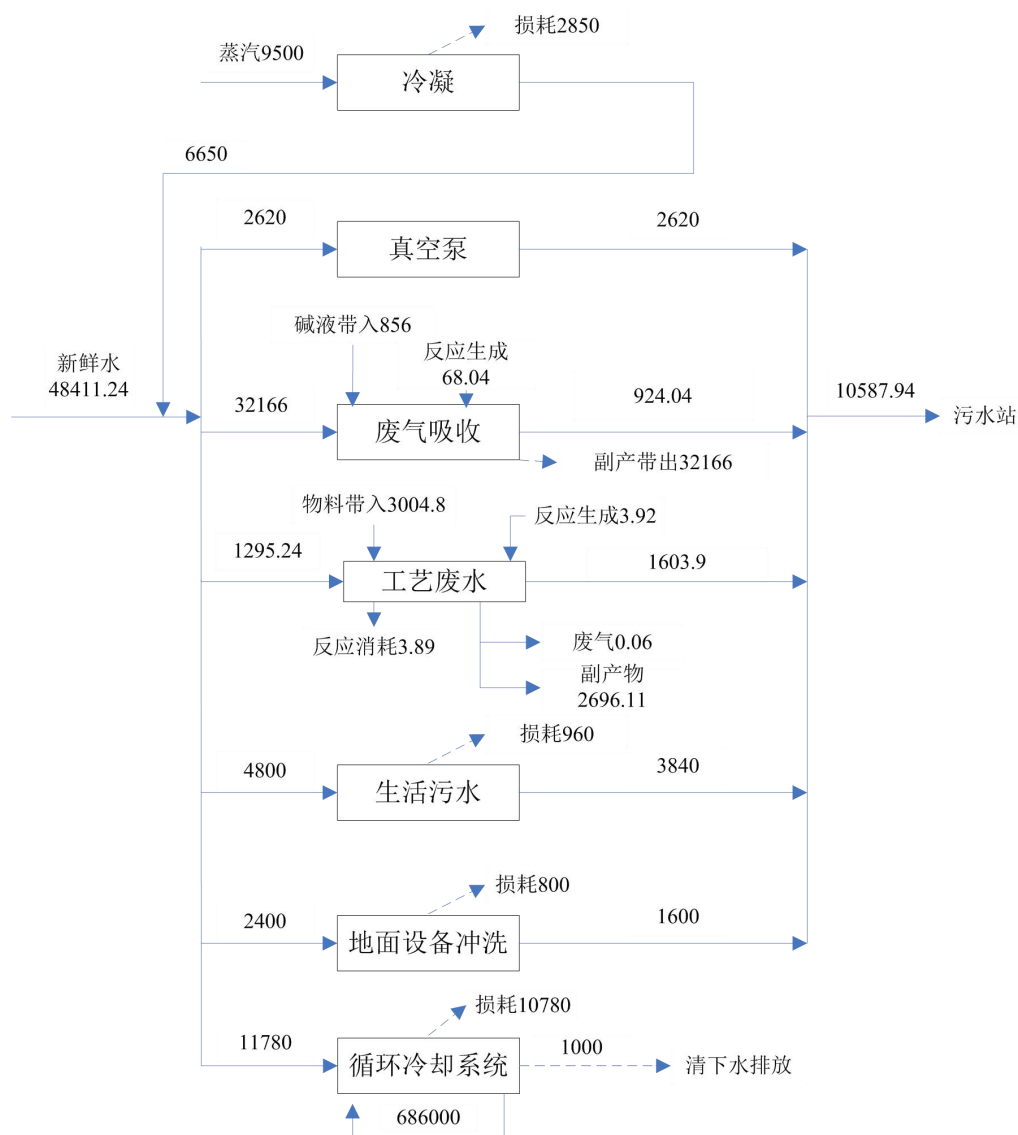 损耗2850
蒸汽9500
冷凝
6650
2620
真空泵
2620
碱液带入856
反应生成
68.04
新鲜水
48411.24
32166
废气吸收
924.04
10587.94
污水站
副产带出32166
物料带入3004.8
反应生成3.92
1295.24
工艺废水
1603.9
反应消耗3.89
废气0.06
副产物
2696.11
损耗960
4800
生活污水
3840
损耗800
2400
地面设备冲洗
1600
损耗10780
11780
循环冷却系统
1000
清下水排放
686000